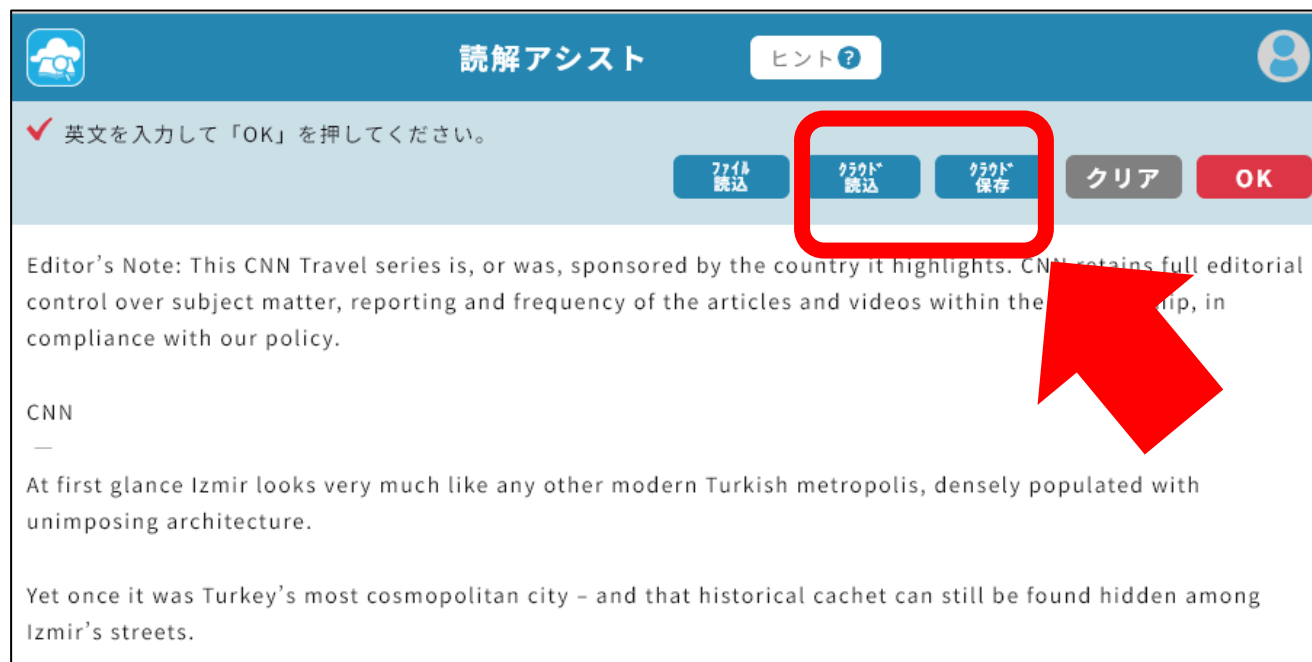 読解アシスト
ヒント?
英文を入力して「OK」を押してください。
ﾌｧｲﾙ
読込
ｸﾗｳﾄﾞ
読込
ｸﾗｳﾄﾞ
保存
クリア
OK
Editor’s Note: This CNN Travel series is, or was, sponsored by the country it highlights. CNN retains full editorial
control over subject matter, reporting and frequency of the articles and videos within the in
compliance with our policy.
CNN
—
At first glance Izmir looks very much like any other modern Turkish metropolis, densely populated with
unimposing architecture.
Yet once it was Turkey’s most cosmopolitan city – and that historical cachet can still be found hidden among
Izmir’s streets.